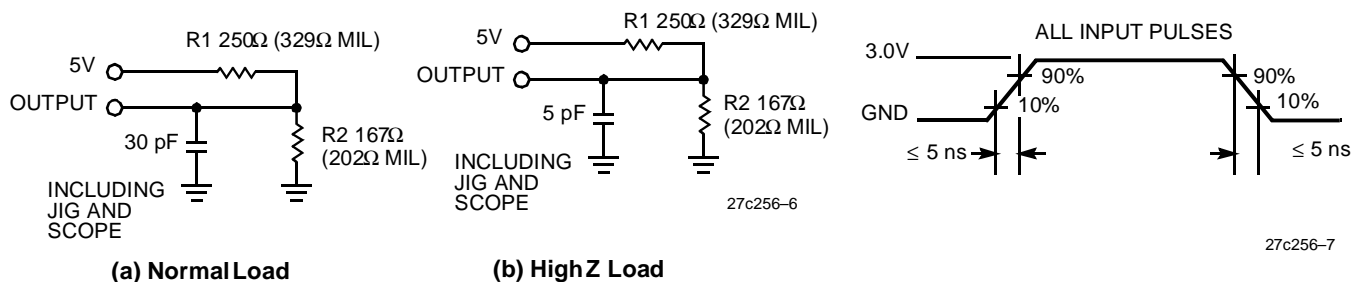 R1 250Ω (329Ω MIL)
5V
OUTPUT
30 pF
R2 167Ω
(202Ω MIL)
INCLUDING
JIG AND
SCOPE
(a) Normal Load
R1 250Ω (329Ω MIL)
5V
OUTPUT
5 pF
R2 167Ω
(202Ω MIL)
INCLUDING
JIG AND
SCOPE
27c256–6
(b) High Z Load
ALL INPUT PULSES
3.0V
90%
90%
10%
10%
GND
≤ 5 ns
≤ 5 ns
27c256–7